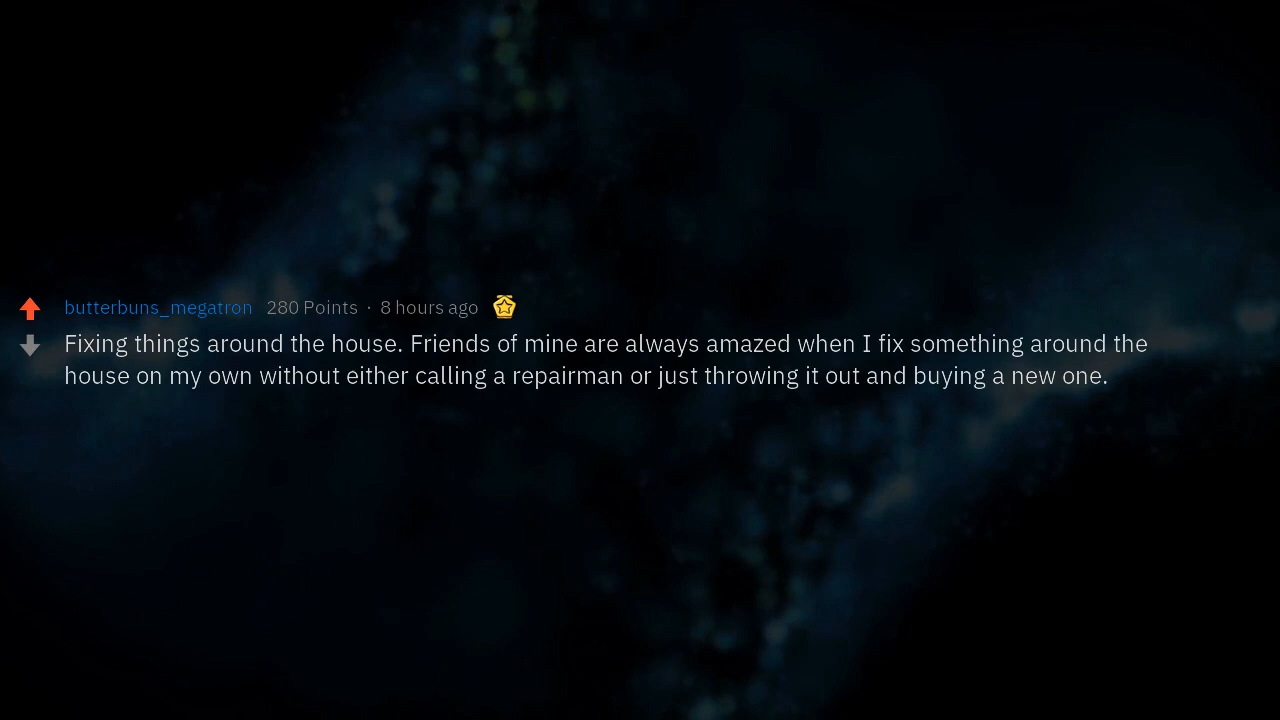 butterbuns_megatron 280 Points · 8 hours ago
Fixing things around the house. Friends of mine are always amazed when I fix something around the
house on my own without either calling a repairman or just throwing it out and buying a new one.